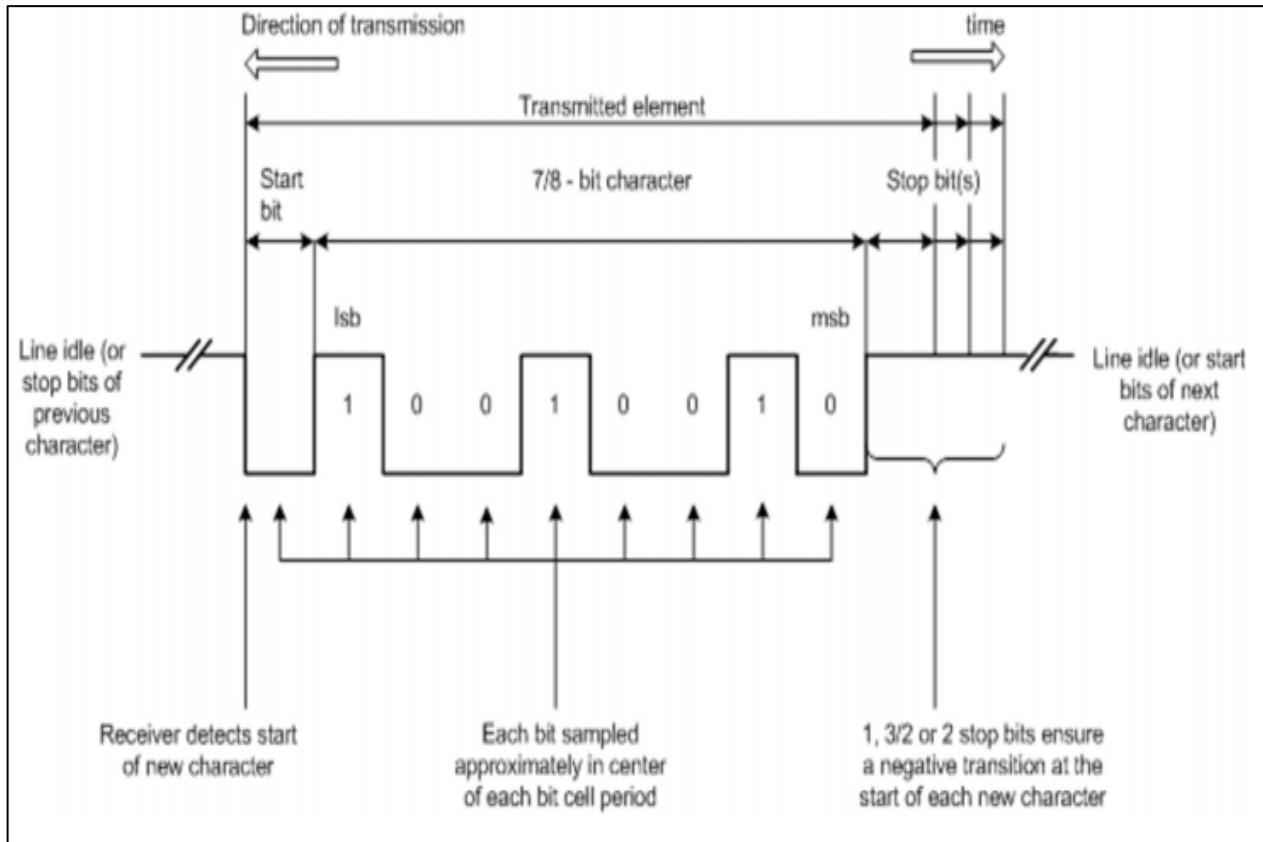 Direction of transmission
time
Transmitted element
Start
bit
7/8 - bit character
Stop bit(s)
lsb
msb
Line idle (or
stop bits of
previous
character)
1 0 0 1 0 0 1 0
Line idle (or start
bits of next
character)
Receiver detects start
of new character
Each bit sampled
approximately in center
of each bit cell period
1, 3/2 or 2 stop bits ensure
a negative transition at the
start of each new character